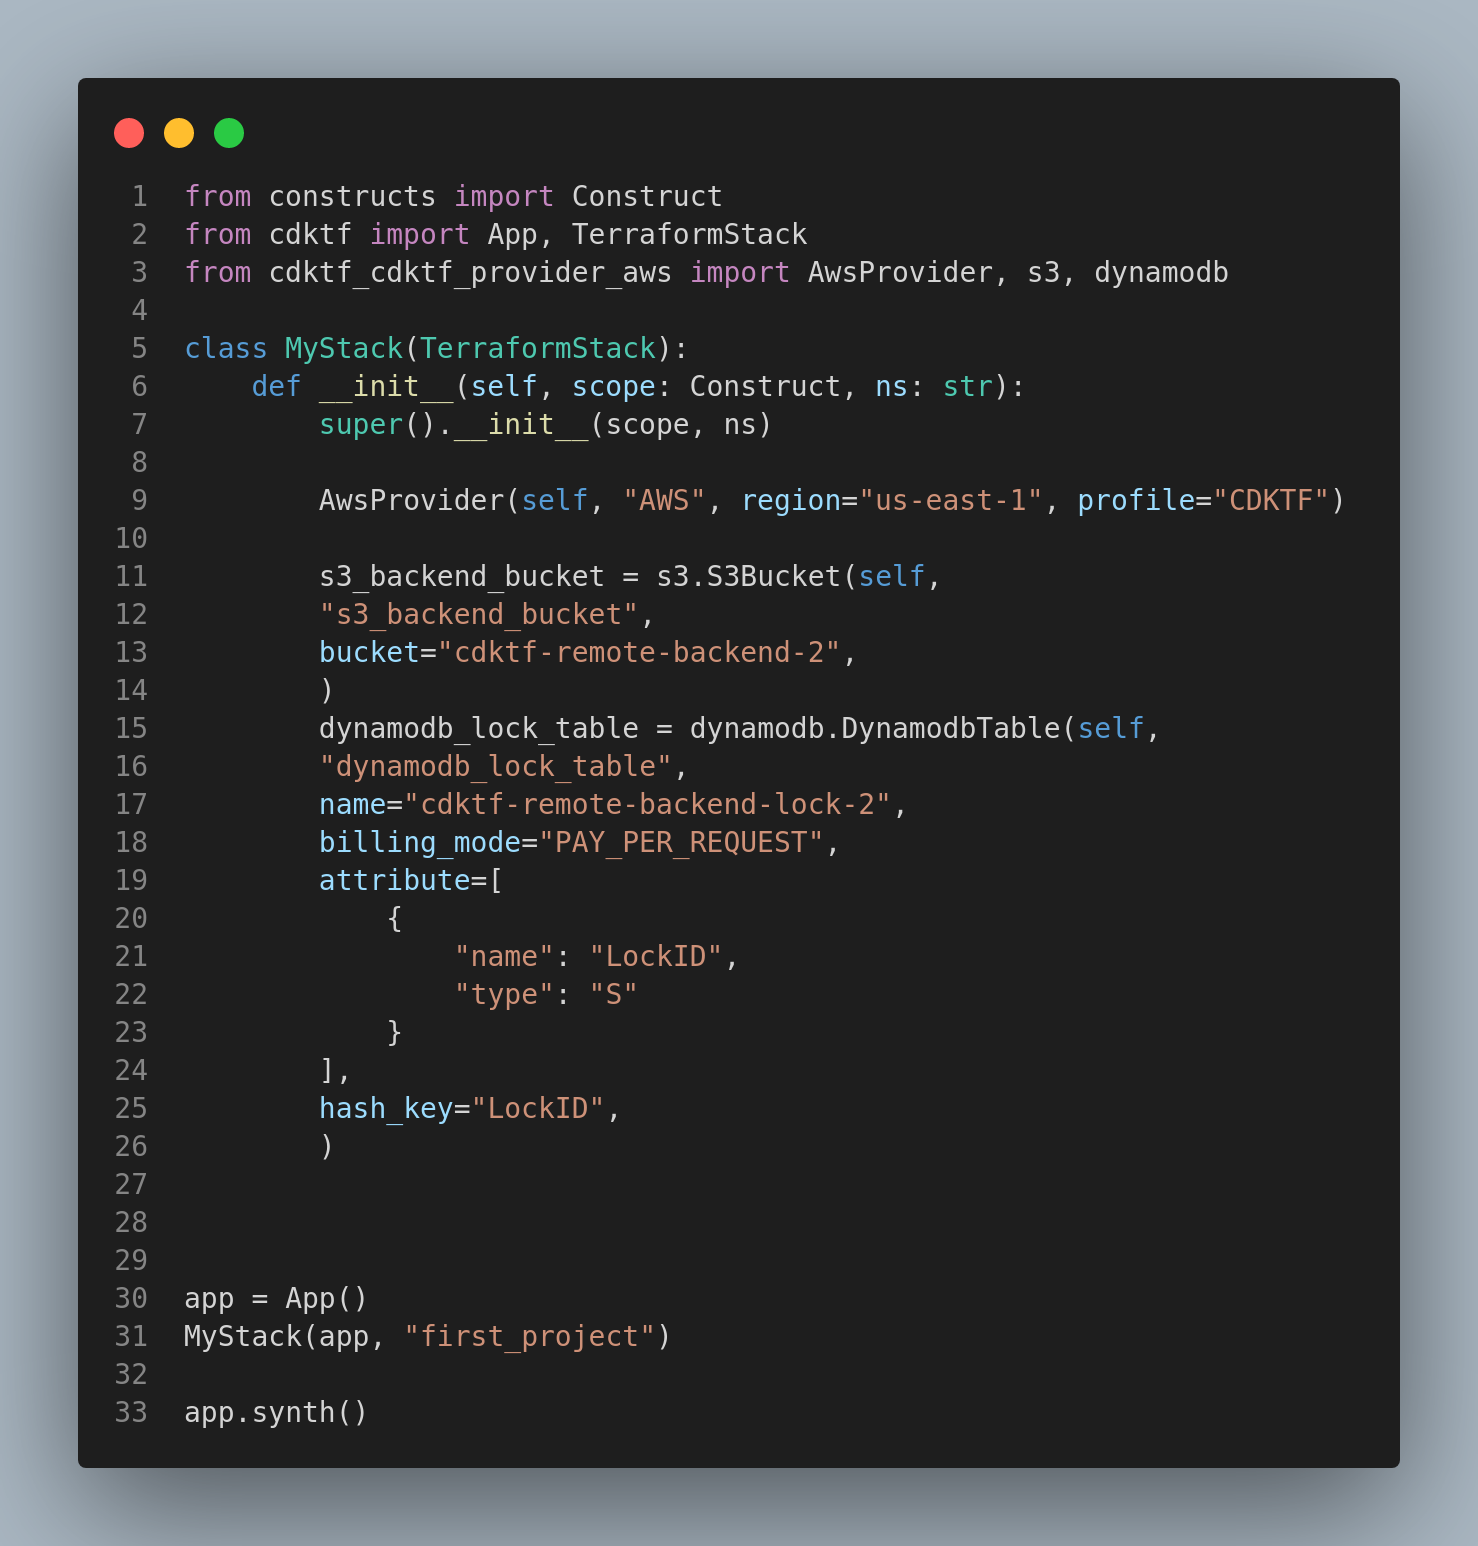 1 from constructs import Construct
2 from cdktf import App, TerraformStack
3 from cdktf_cdktf_provider_aws import AwsProvider, s3, dynamodb
4
5 class MyStack(TerraformStack):
6     def __init__(self, scope: Construct, ns: str):
7         super().__init__(scope, ns)
8
9         AwsProvider(self, "AWS", region="us-east-1", profile="CDKTF")
10
11         s3_backend_bucket = s3.S3Bucket(self,
12         "s3_backend_bucket",
13         bucket="cdktf-remote-backend-2",
14         )
15         dynamodb_lock_table = dynamodb.DynamodbTable(self,
16         "dynamodb_lock_table",
17         name="cdktf-remote-backend-lock-2",
18         billing_mode="PAY_PER_REQUEST",
19         attribute=[
20             {
21                 "name": "LockID",
22                 "type": "S"
23             }
24         ],
25         hash_key="LockID",
26         )
27
28
29
30 app = App()
31 MyStack(app, "first_project")
32
33 app.synth()